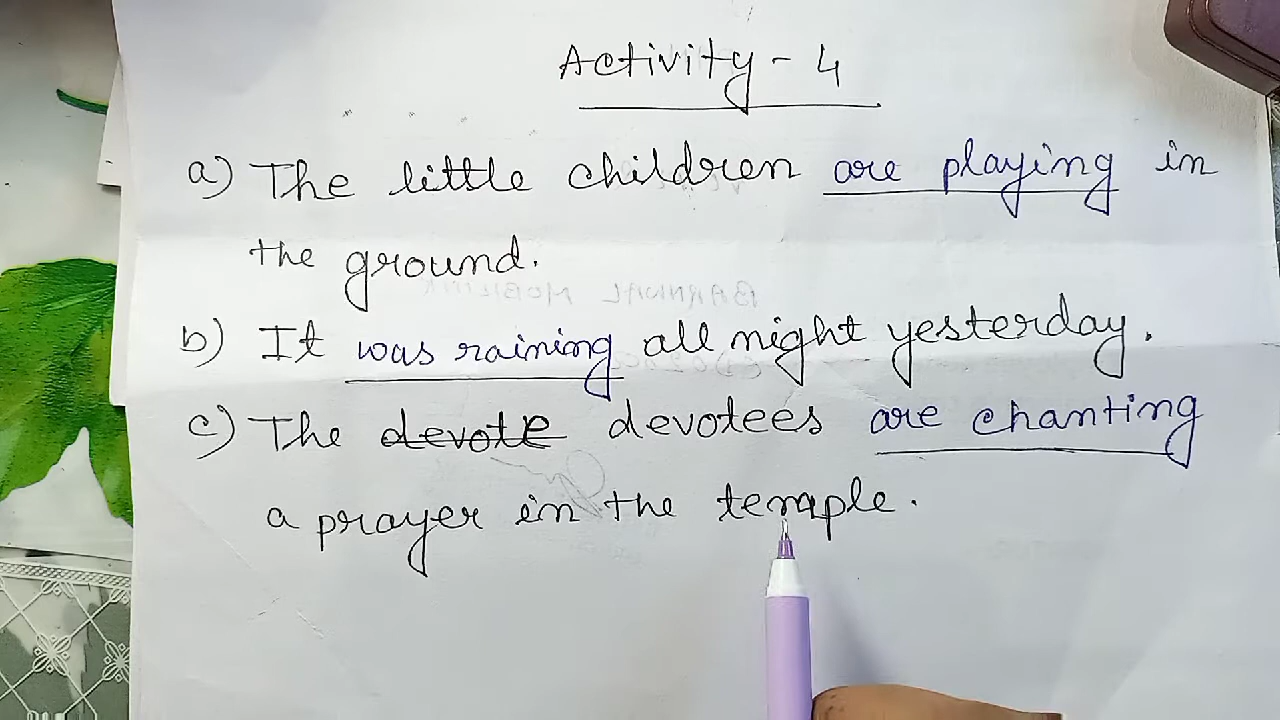 Activity - 4
a) The little children are playing in
the ground.
b) It was raining all night yesterday.
c) The devote devotees are chanting
a prayer in the temple.